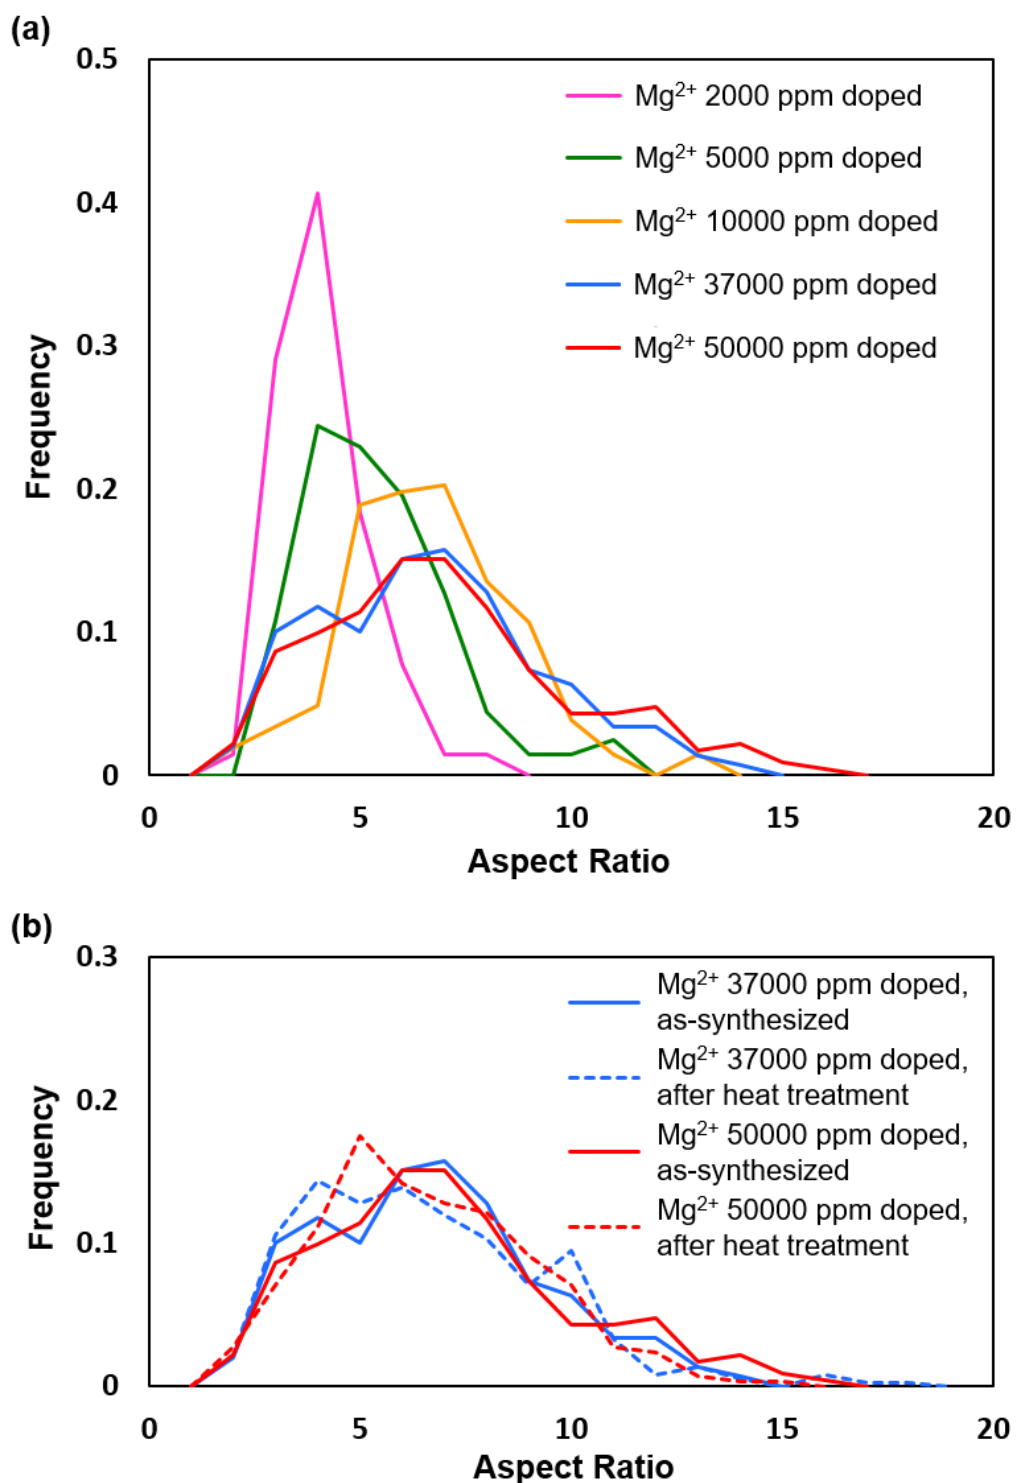 (a)
0.5
0.4
0.3
0.2
0.1
0
Frequency
Mg²⁺ 2000 ppm doped
Mg²⁺ 5000 ppm doped
Mg²⁺ 10000 ppm doped
Mg²⁺ 37000 ppm doped
Mg²⁺ 50000 ppm doped
0 5 10 15 20
Aspect Ratio
(b)
0.3
0.2
0.1
0
Frequency
Mg²⁺ 37000 ppm doped,
as-synthesized
Mg²⁺ 37000 ppm doped,
after heat treatment
Mg²⁺ 50000 ppm doped,
as-synthesized
Mg²⁺ 50000 ppm doped,
after heat treatment
0 5 10 15 20
Aspect Ratio